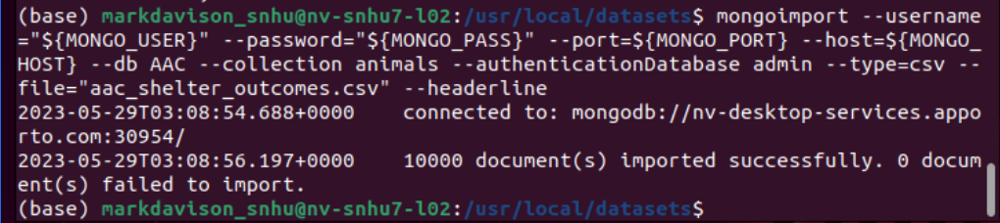 (base) markdavison_snhu@nv-snhu7-l02:/usr/local/datasets$ mongoimport --username
="${MONGO_USER}" --password="${MONGO_PASS}" --port=${MONGO_PORT} --host=${MONGO_
HOST} --db AAC --collection animals --authenticationDatabase admin --type=csv --
file="aac_shelter_outcomes.csv" --headerline
2023-05-29T03:08:54.688+0000    connected to: mongodb://nv-desktop-services.appo
rto.com:30954/
2023-05-29T03:08:56.197+0000    10000 document(s) imported successfully. 0 docum
ent(s) failed to import.
(base) markdavison_snhu@nv-snhu7-l02:/usr/local/datasets$